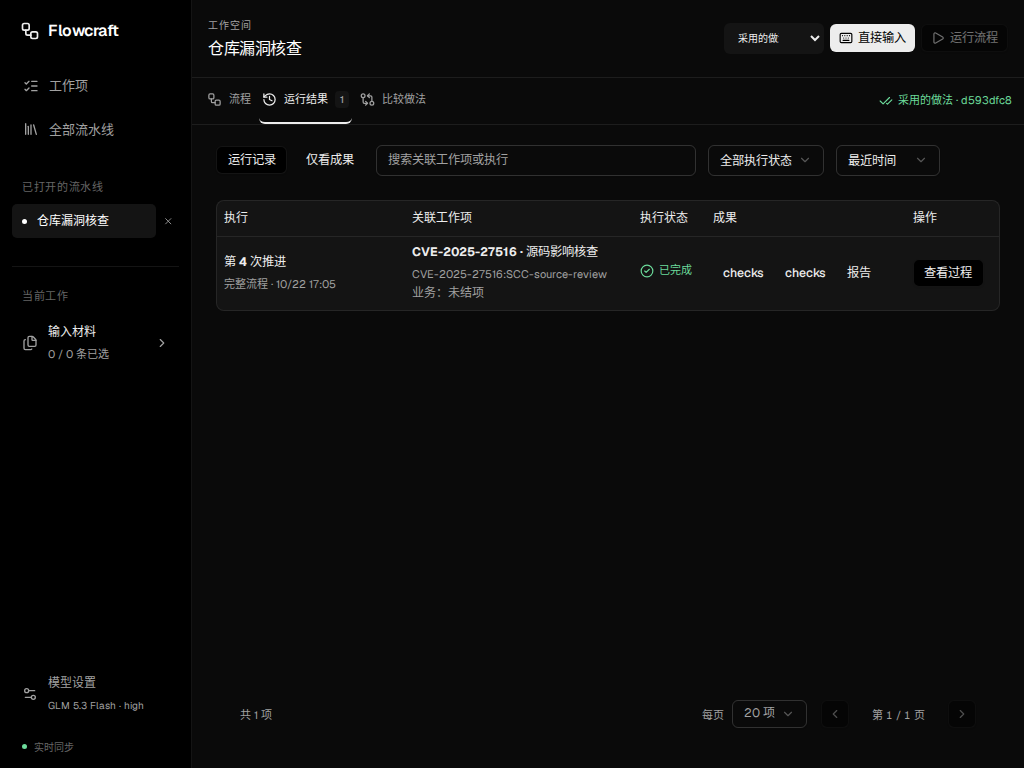 Flowcraft
工作项
全部流水线
已打开的流水线
仓库漏洞核查
当前工作
输入材料
0 / 0 条已选
模型设置
GLM 5.3 Flash · high
实时同步
工作空间
仓库漏洞核查
采用的做
直接输入
运行流程
流程
运行结果 1
比较做法
采用的做法 · d593dfc8
运行记录
仅看成果
搜索关联工作项或执行
全部执行状态
最近时间
执行
关联工作项
执行状态
成果
操作
第 4 次推进
完整流程 · 10/22 17:05
CVE-2025-27516 · 源码影响核查
CVE-2025-27516:SCC-source-review
业务：未结项
已完成
checks
checks
报告
查看过程
共 1 项
每页
20 项
第 1 / 1 页